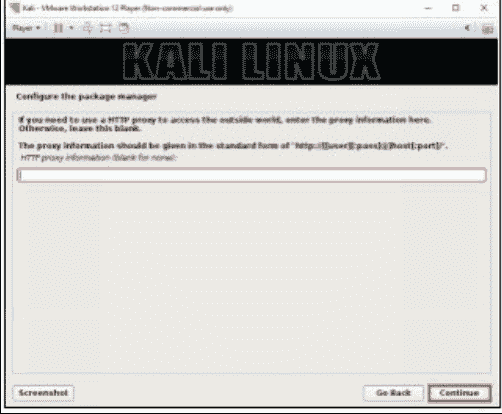 Kali - VMware Workstation 12 Player (Non-commercial use only)
Player
KALI LINUX
Configure the package manager
If you need to use a HTTP proxy to access the outside world, enter the proxy information here.
Otherwise, leave this blank.
The proxy information should be given in the standard form of "http://[[user][:pass]@]host[:port]/".
HTTP proxy information (blank for none):
Screenshot
Go Back
Continue